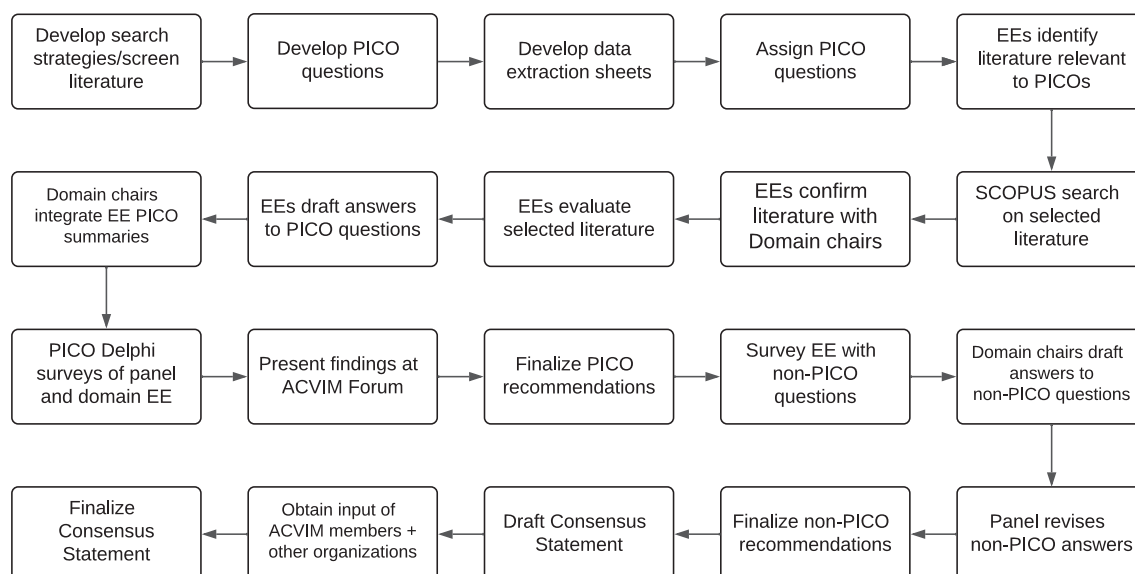 Develop search
strategies/screen
literature
Develop PICO
questions
Develop data
extraction sheets
Assign PICO
questions
EEs identify
literature relevant
to PICOs
SCOPUS search
on selected
literature
EEs confirm
literature with
Domain chairs
EEs evaluate
selected literature
EEs draft answers
to PICO questions
Domain chairs
integrate EE PICO
summaries
PICO Delphi
surveys of panel
and domain EE
Present findings at
ACVIM Forum
Finalize PICO
recommendations
Survey EE with
non-PICO
questions
Domain chairs draft
answers to
non-PICO questions
Panel revises
non-PICO answers
Finalize non-PICO
recommendations
Draft Consensus
Statement
Obtain input of
ACVIM members +
other organizations
Finalize
Consensus
Statement